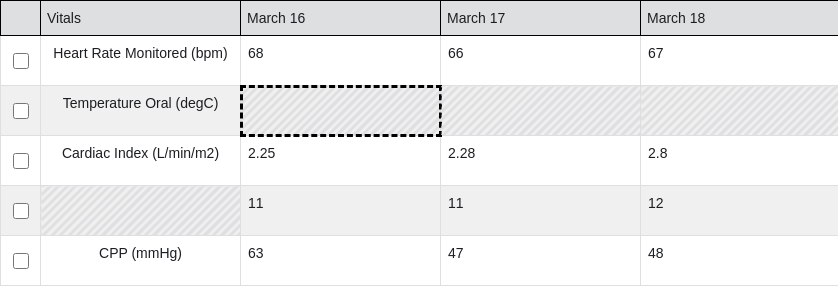 Vitals March 16 March 17 March 18
Heart Rate Monitored (bpm) 68 66 67
Temperature Oral (degC)
Cardiac Index (L/min/m2) 2.25 2.28 2.8
11 11 12
CPP (mmHg) 63 47 48